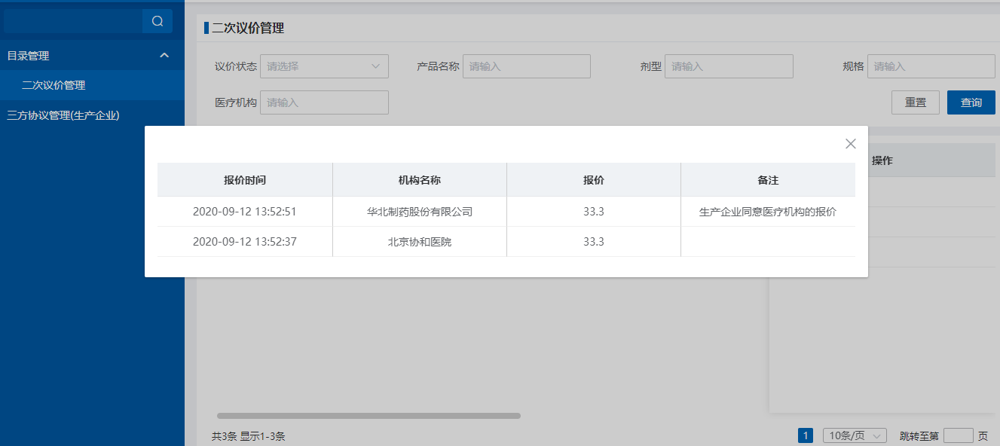 目录管理
二次议价管理
三方协议管理(生产企业)
二次议价管理
议价状态 请选择 产品名称 请输入 剂型 请输入 规格 请输入
医疗机构 请输入 重置 查询
操作
报价时间 机构名称 报价 备注
2020-09-12 13:52:51 华北制药股份有限公司 33.3 生产企业同意医疗机构的报价
2020-09-12 13:52:37 北京协和医院 33.3
共3条 显示1-3条 1 10条/页 跳转至第 页